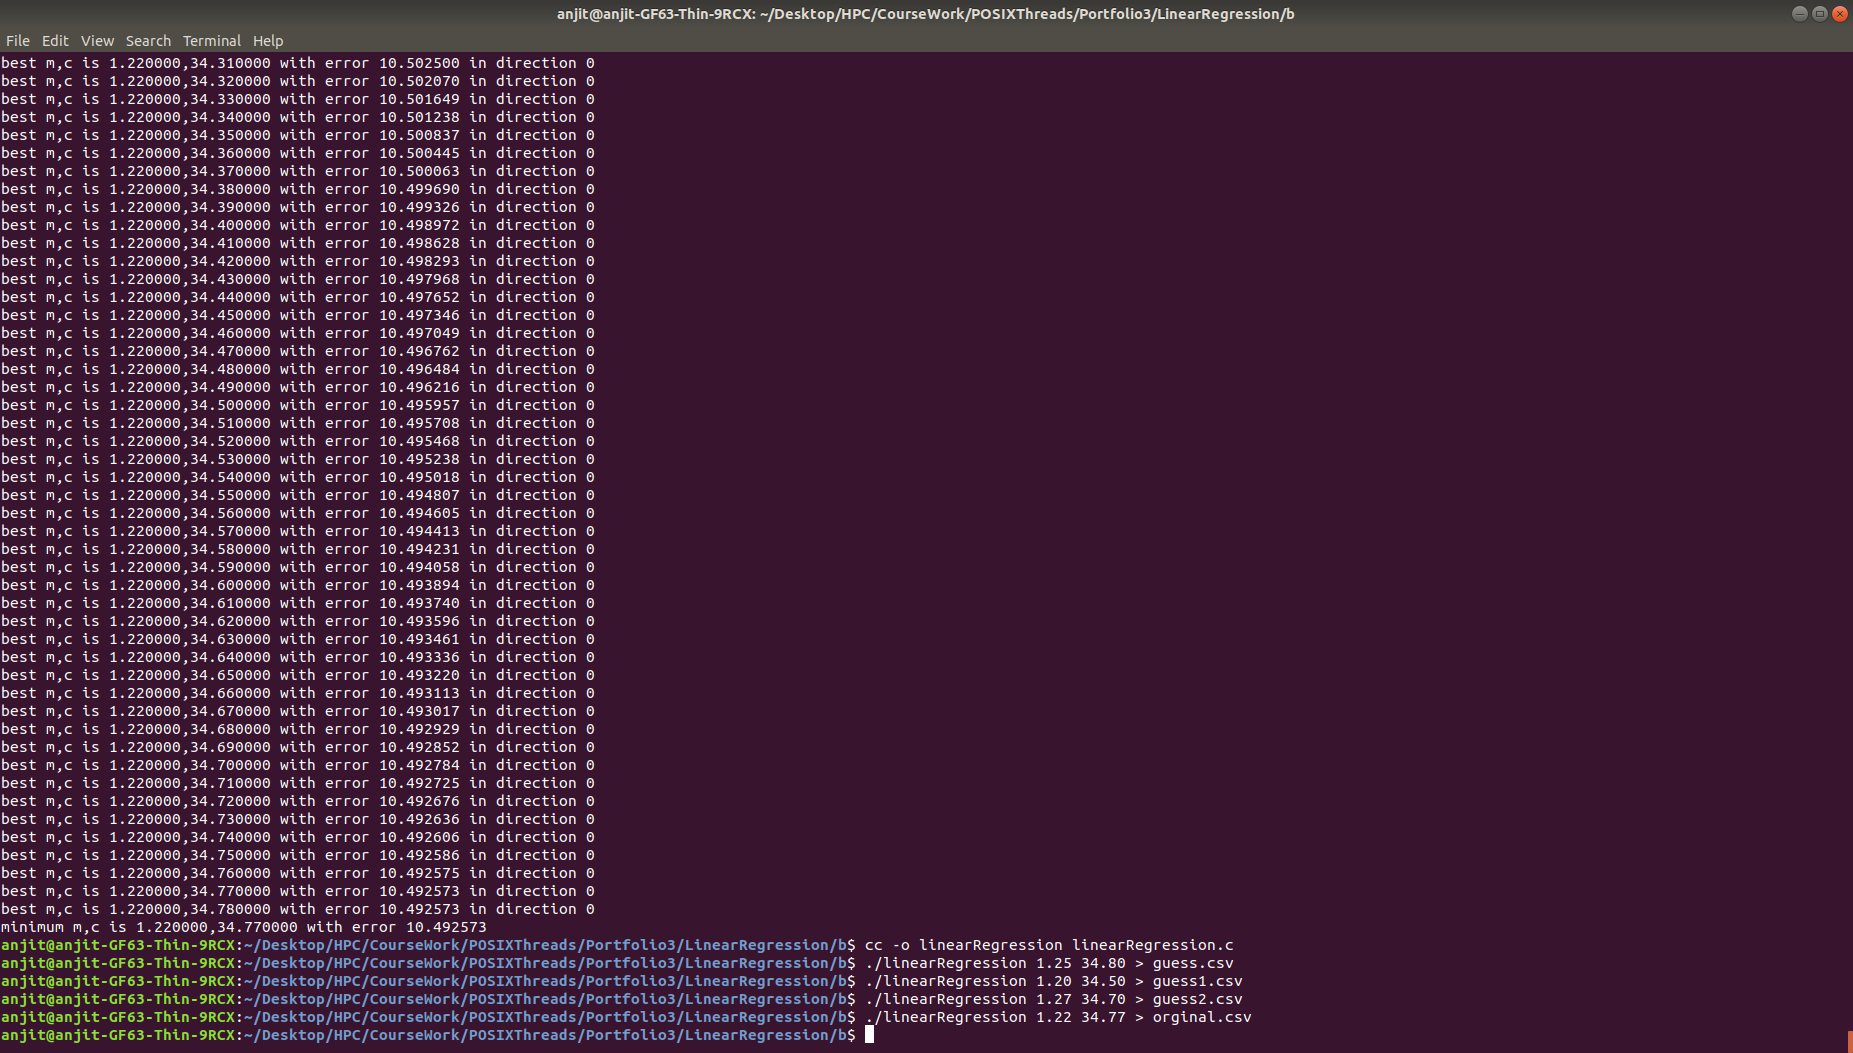 anjit@anjit-GF63-Thin-9RCX: ~/Desktop/HPC/CourseWork/POSIXThreads/Portfolio3/LinearRegression/b
File Edit View Search Terminal Help
best m,c is 1.220000,34.310000 with error 10.502500 in direction 0
best m,c is 1.220000,34.320000 with error 10.502070 in direction 0
best m,c is 1.220000,34.330000 with error 10.501649 in direction 0
best m,c is 1.220000,34.340000 with error 10.501238 in direction 0
best m,c is 1.220000,34.350000 with error 10.500837 in direction 0
best m,c is 1.220000,34.360000 with error 10.500445 in direction 0
best m,c is 1.220000,34.370000 with error 10.500063 in direction 0
best m,c is 1.220000,34.380000 with error 10.499690 in direction 0
best m,c is 1.220000,34.390000 with error 10.499326 in direction 0
best m,c is 1.220000,34.400000 with error 10.498972 in direction 0
best m,c is 1.220000,34.410000 with error 10.498628 in direction 0
best m,c is 1.220000,34.420000 with error 10.498293 in direction 0
best m,c is 1.220000,34.430000 with error 10.497968 in direction 0
best m,c is 1.220000,34.440000 with error 10.497652 in direction 0
best m,c is 1.220000,34.450000 with error 10.497346 in direction 0
best m,c is 1.220000,34.460000 with error 10.497049 in direction 0
best m,c is 1.220000,34.470000 with error 10.496762 in direction 0
best m,c is 1.220000,34.480000 with error 10.496484 in direction 0
best m,c is 1.220000,34.490000 with error 10.496216 in direction 0
best m,c is 1.220000,34.500000 with error 10.495957 in direction 0
best m,c is 1.220000,34.510000 with error 10.495708 in direction 0
best m,c is 1.220000,34.520000 with error 10.495468 in direction 0
best m,c is 1.220000,34.530000 with error 10.495238 in direction 0
best m,c is 1.220000,34.540000 with error 10.495018 in direction 0
best m,c is 1.220000,34.550000 with error 10.494807 in direction 0
best m,c is 1.220000,34.560000 with error 10.494605 in direction 0
best m,c is 1.220000,34.570000 with error 10.494413 in direction 0
best m,c is 1.220000,34.580000 with error 10.494231 in direction 0
best m,c is 1.220000,34.590000 with error 10.494058 in direction 0
best m,c is 1.220000,34.600000 with error 10.493894 in direction 0
best m,c is 1.220000,34.610000 with error 10.493740 in direction 0
best m,c is 1.220000,34.620000 with error 10.493596 in direction 0
best m,c is 1.220000,34.630000 with error 10.493461 in direction 0
best m,c is 1.220000,34.640000 with error 10.493336 in direction 0
best m,c is 1.220000,34.650000 with error 10.493220 in direction 0
best m,c is 1.220000,34.660000 with error 10.493113 in direction 0
best m,c is 1.220000,34.670000 with error 10.493017 in direction 0
best m,c is 1.220000,34.680000 with error 10.492929 in direction 0
best m,c is 1.220000,34.690000 with error 10.492852 in direction 0
best m,c is 1.220000,34.700000 with error 10.492784 in direction 0
best m,c is 1.220000,34.710000 with error 10.492725 in direction 0
best m,c is 1.220000,34.720000 with error 10.492676 in direction 0
best m,c is 1.220000,34.730000 with error 10.492636 in direction 0
best m,c is 1.220000,34.740000 with error 10.492606 in direction 0
best m,c is 1.220000,34.750000 with error 10.492586 in direction 0
best m,c is 1.220000,34.760000 with error 10.492575 in direction 0
best m,c is 1.220000,34.770000 with error 10.492573 in direction 0
best m,c is 1.220000,34.780000 with error 10.492573 in direction 0
minimum m,c is 1.220000,34.770000 with error 10.492573
anjit@anjit-GF63-Thin-9RCX:~/Desktop/HPC/CourseWork/POSIXThreads/Portfolio3/LinearRegression/b$ cc -o linearRegression linearRegression.c
anjit@anjit-GF63-Thin-9RCX:~/Desktop/HPC/CourseWork/POSIXThreads/Portfolio3/LinearRegression/b$ ./linearRegression 1.25 34.80 > guess.csv
anjit@anjit-GF63-Thin-9RCX:~/Desktop/HPC/CourseWork/POSIXThreads/Portfolio3/LinearRegression/b$ ./linearRegression 1.20 34.50 > guess1.csv
anjit@anjit-GF63-Thin-9RCX:~/Desktop/HPC/CourseWork/POSIXThreads/Portfolio3/LinearRegression/b$ ./linearRegression 1.27 34.70 > guess2.csv
anjit@anjit-GF63-Thin-9RCX:~/Desktop/HPC/CourseWork/POSIXThreads/Portfolio3/LinearRegression/b$ ./linearRegression 1.22 34.77 > orginal.csv
anjit@anjit-GF63-Thin-9RCX:~/Desktop/HPC/CourseWork/POSIXThreads/Portfolio3/LinearRegression/b$